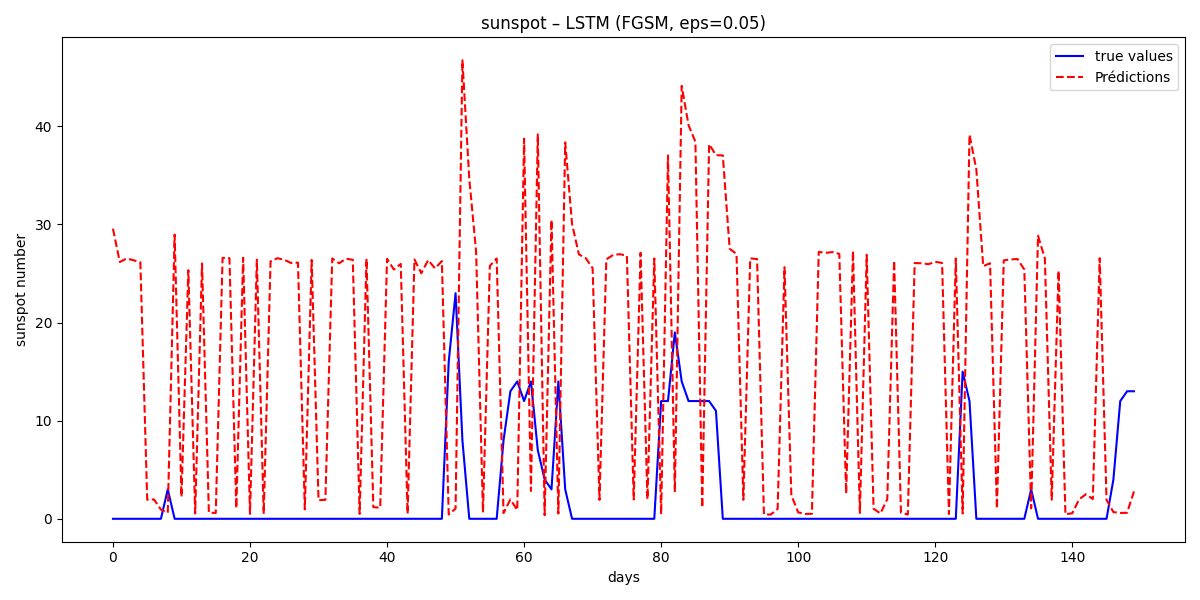 sunspot – LSTM (FGSM, eps=0.05)
true values
Prédictions
sunspot number
40
30
20
10
0
0 20 40 60 80 100 120 140
days